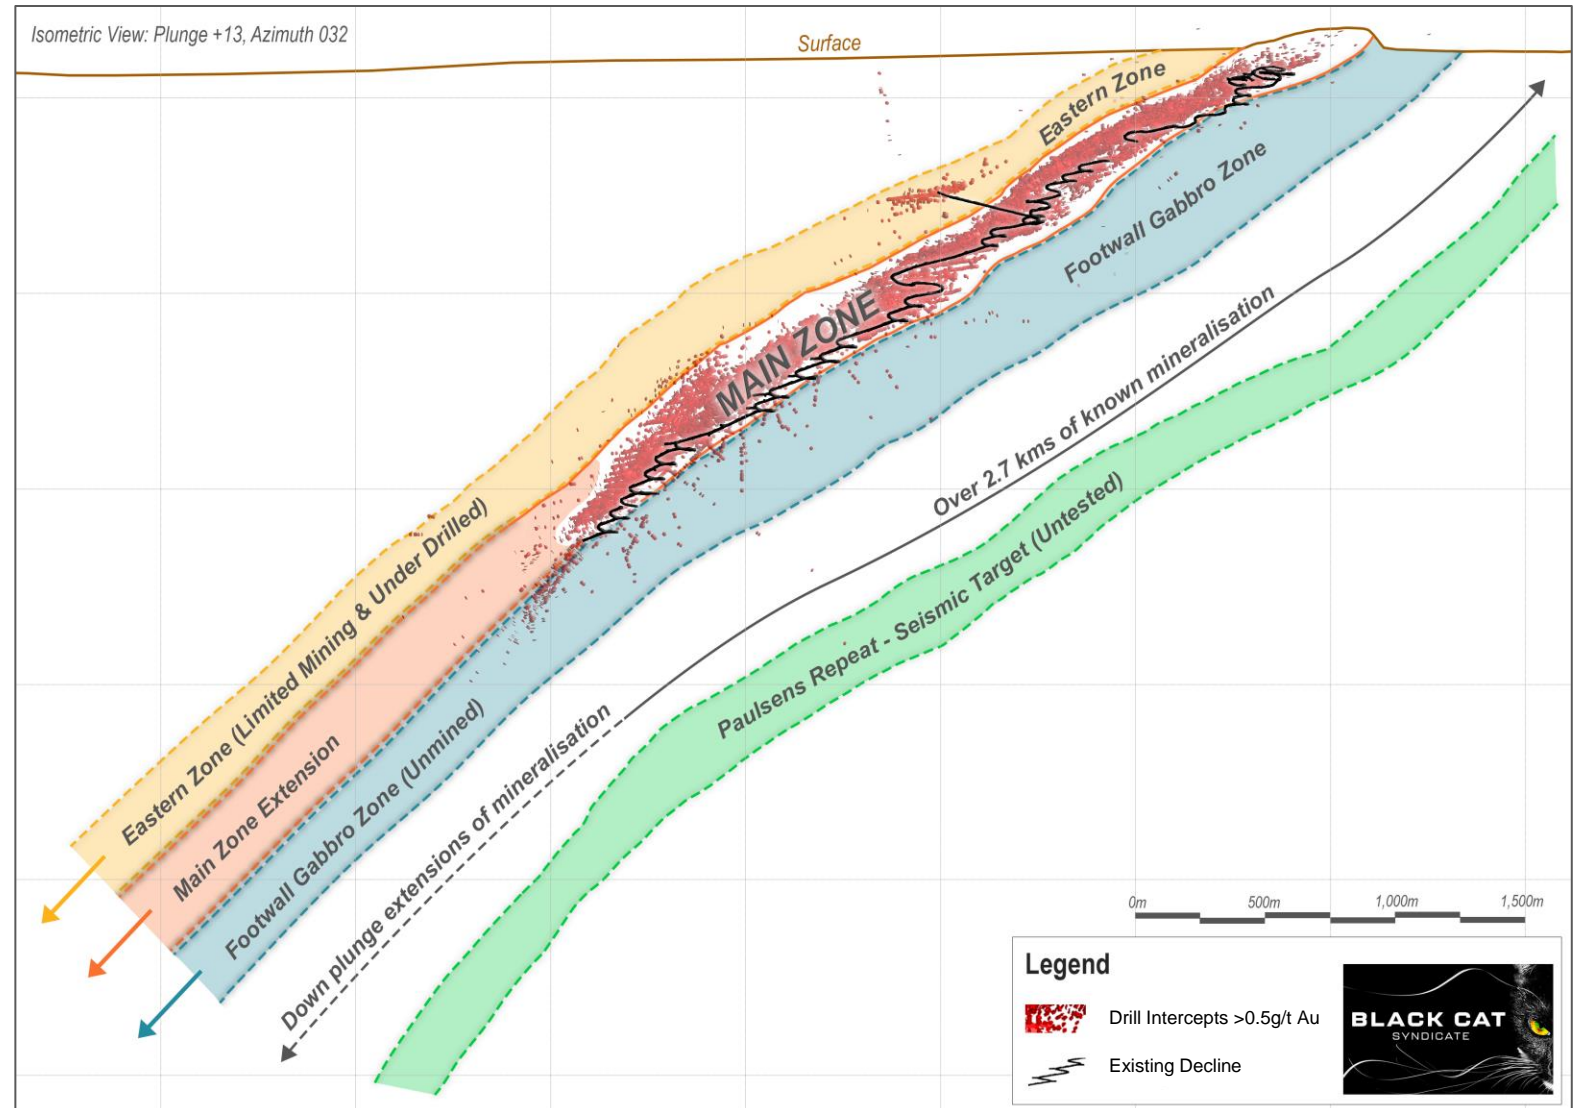 Isometric View: Plunge +13, Azimuth 032
Surface
Eastern Zone
Footwall Gabbro Zone
MAIN ZONE
Over 2.7 kms of known mineralisation
Eastern Zone (Limited Mining & Under Drilled)
Main Zone Extension
Footwall Gabbro Zone (Unmined)
Down plunge extensions of mineralisation
Paulsens Repeat - Seismic Target (Untested)
0m 500m 1,000m 1,500m
Legend
Drill Intercepts >0.5g/t Au
Existing Decline
BLACK CAT
SYNDICATE